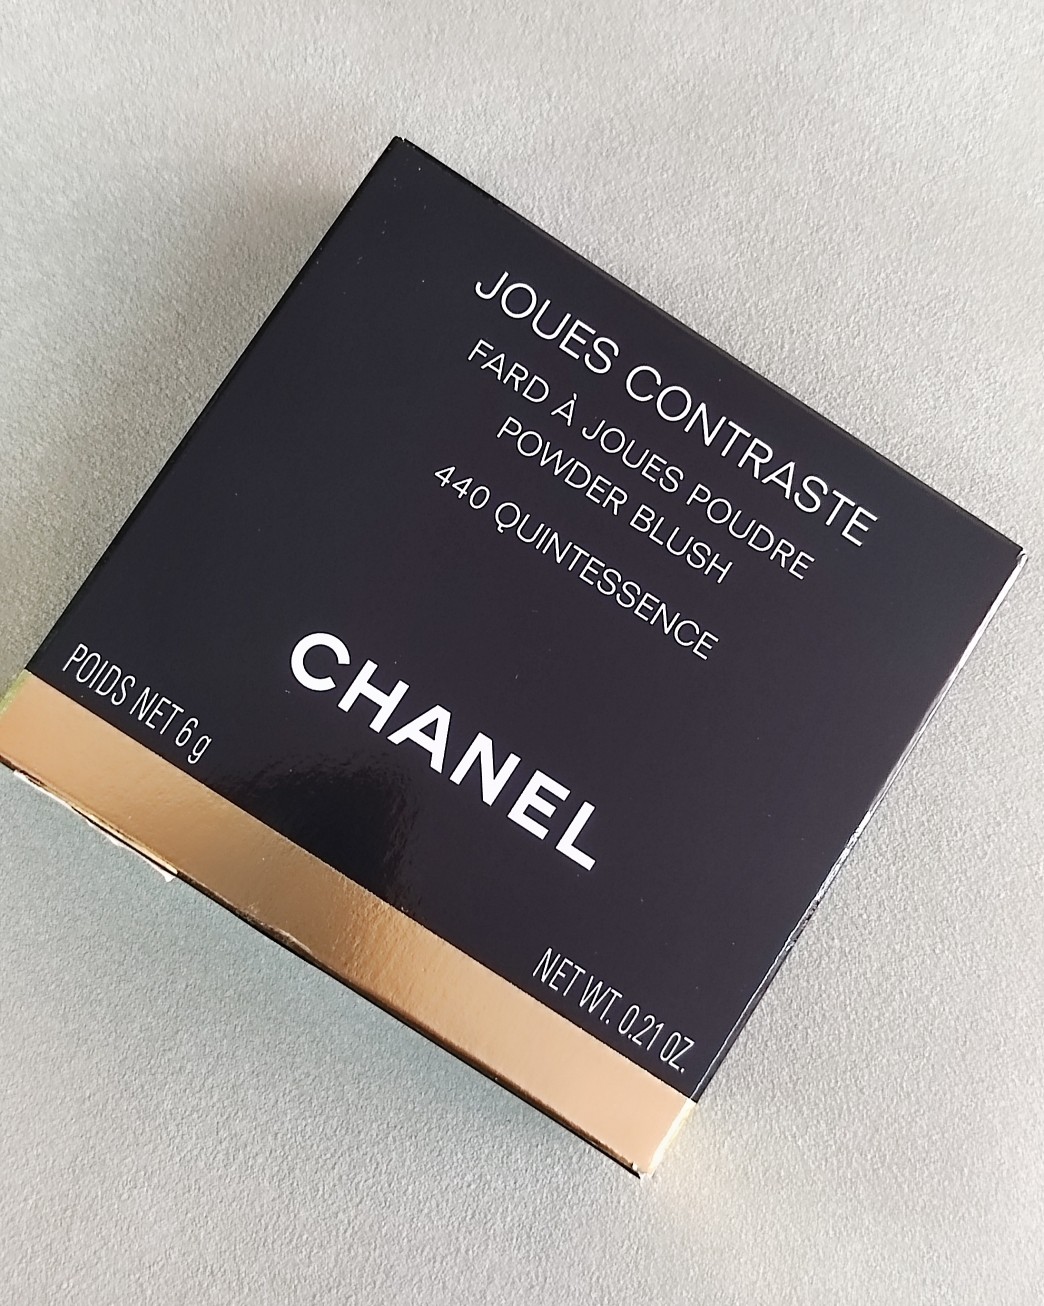 JOUES CONTRASTE
FARD À JOUES POUDRE
POWDER BLUSH
440 QUINTESSENCE
CHANEL
POIDS NET 6 g
NET WT. 0.21 OZ.